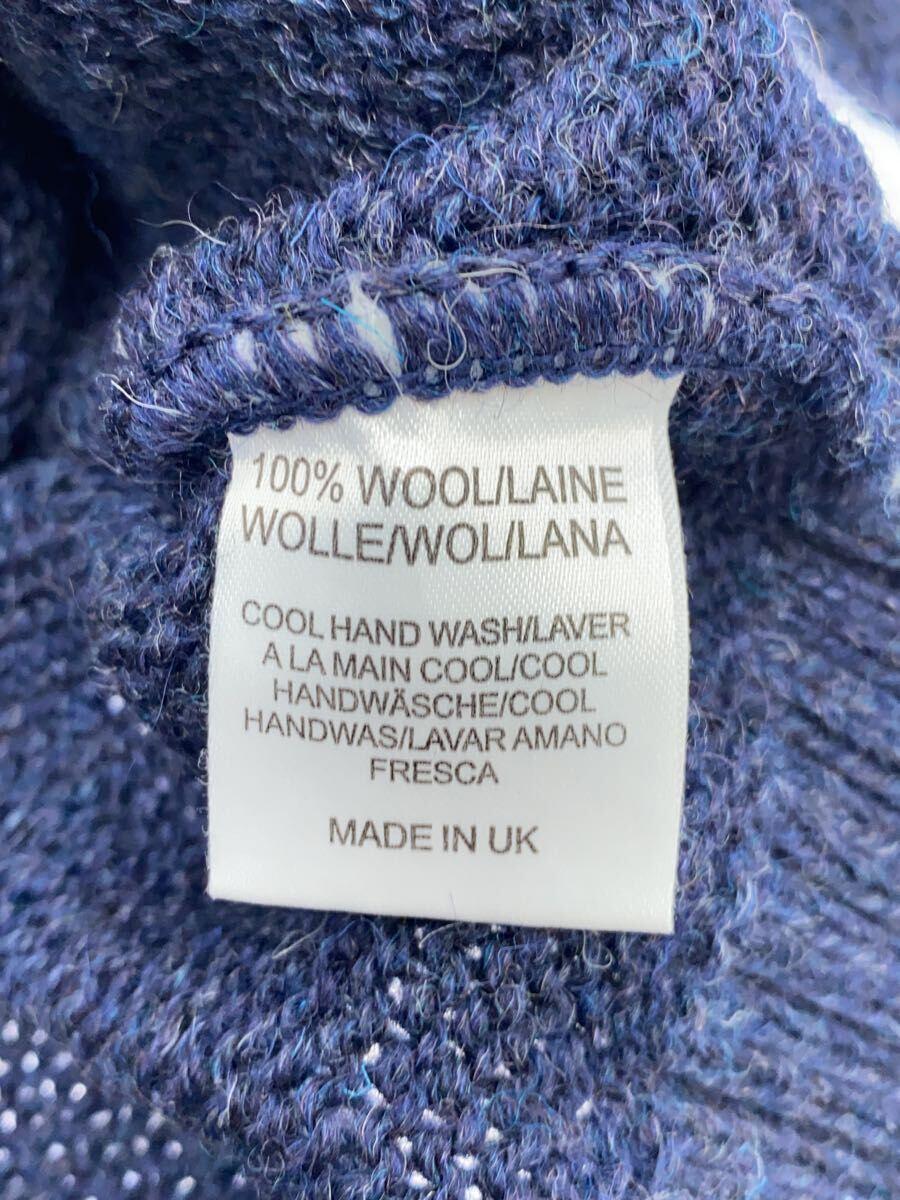 100% WOOL/LAINE
WOLLE/WOL/LANA
COOL HAND WASH/LAVER
A LA MAIN COOL/COOL
HANDWÄSCHE/COOL
HANDWAS/LAVAR AMANO
FRESCA
MADE IN UK